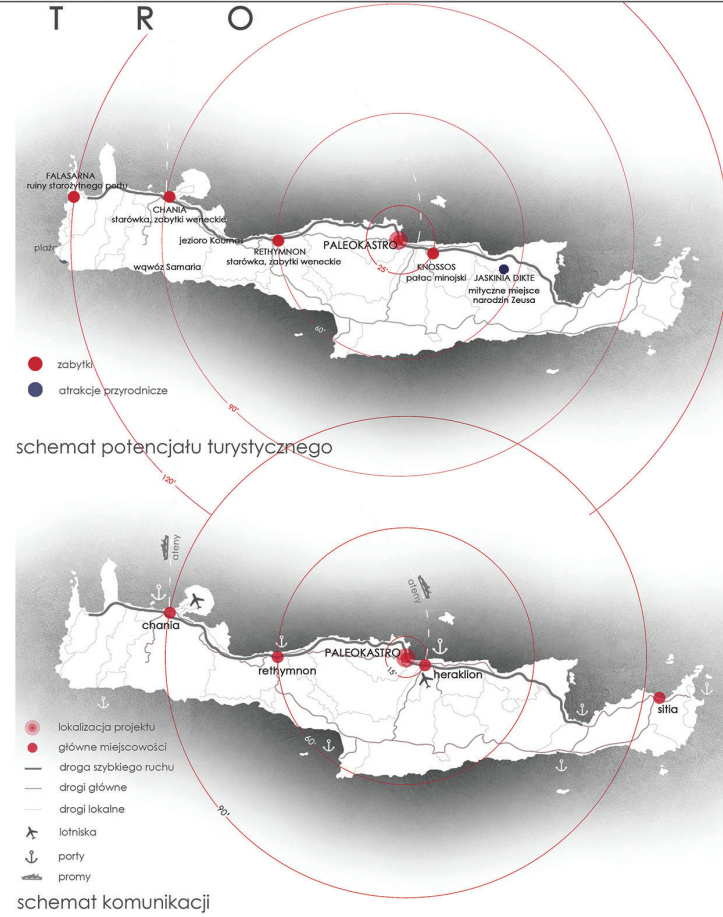 T R O
FALASARNA
ruiny starożytnego portu
CHANIA
starówka, zabytki weneckie
jezioro Kournas
PALEOKASTRO
RETHYMNON
starówka, zabytki weneckie
KNOSSOS
pałac minojski
JASKINIA DIKTE
mityczne miejsce
narodzin Zeusa
wąwóz Samaria
25'
60'
90'
120'
zabytki
atrakcje przyrodnicze
schemat potencjału turystycznego
ateny
ateny
chania
rethymnon
PALEOKASTRO
heraklion
sitia
15'
60'
90'
lokalizacja projektu
główne miejscowości
droga szybkiego ruchu
drogi główne
drogi lokalne
lotniska
porty
promy
schemat komunikacji